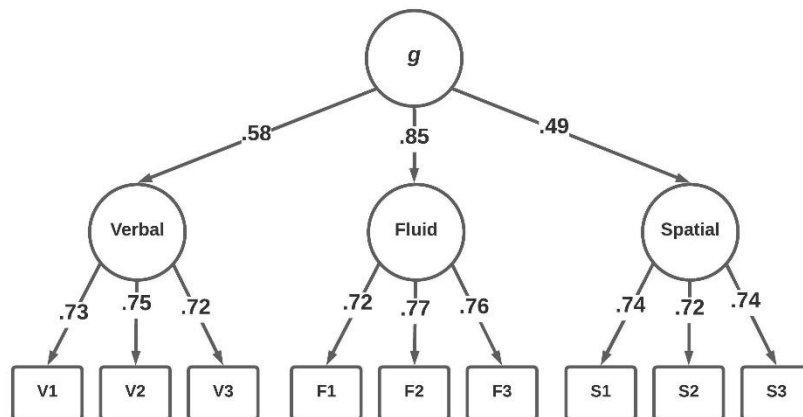 g
.58
.85
.49
Verbal
Fluid
Spatial
.73
.75
.72
.72
.77
.76
.74
.72
.74
V1
V2
V3
F1
F2
F3
S1
S2
S3